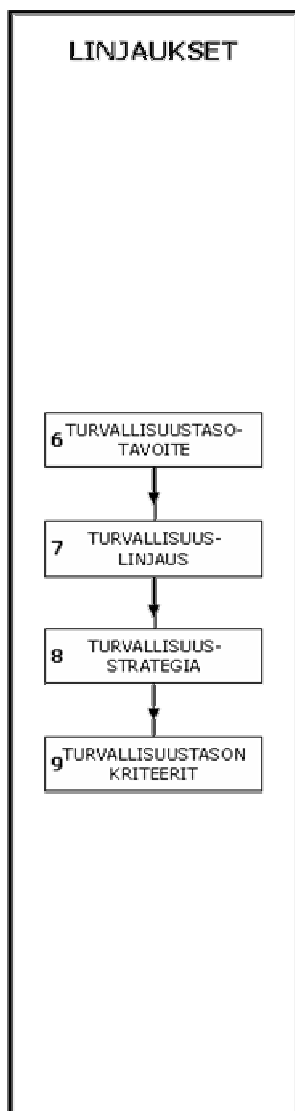 LINJAUKSET
6 TURVALLISUUSTASO-
TAVOITE
7 TURVALLISUUS-
LINJAUS
8 TURVALLISUUS-
STRATEGIA
9 TURVALLISUUSTASON
KRITEERIT